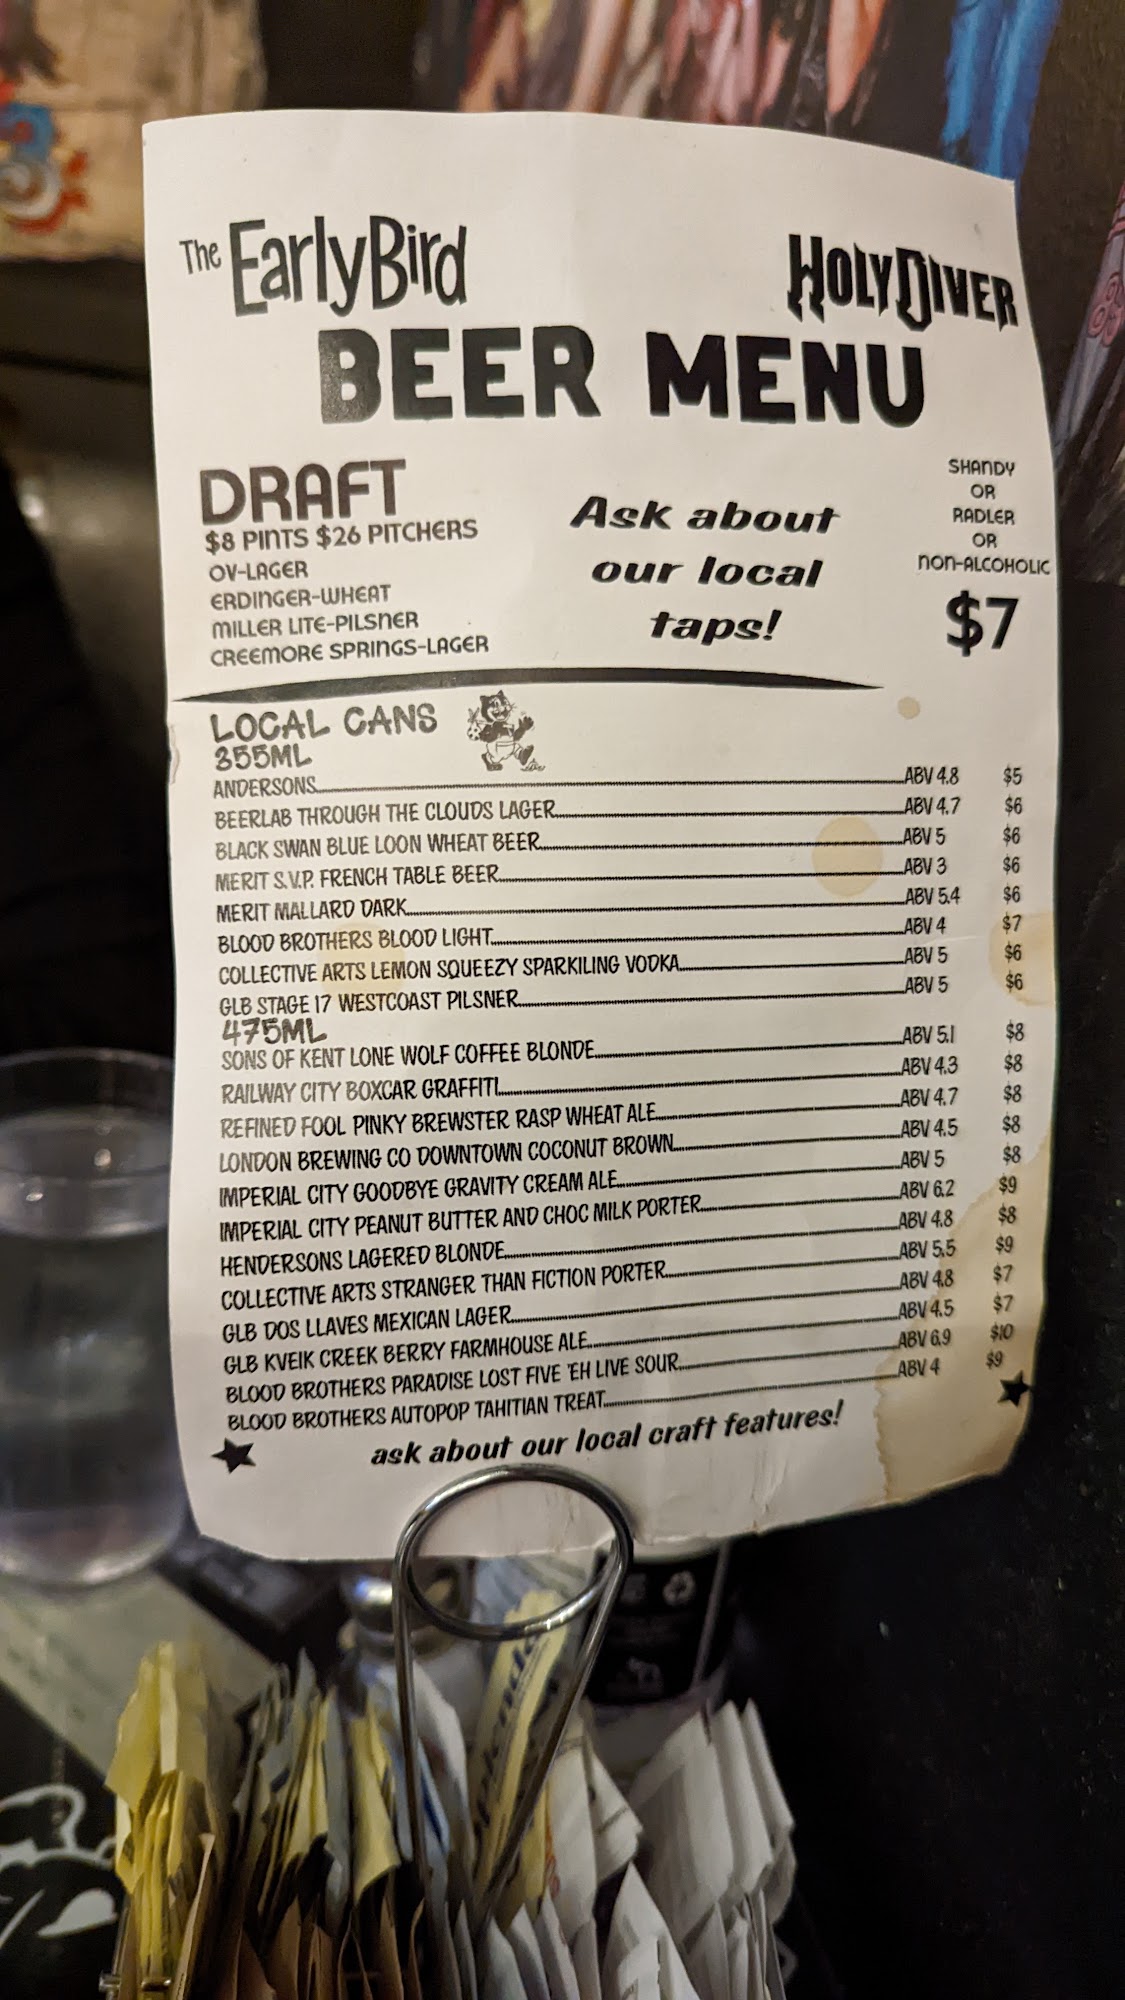 The EarlyBird
HOLY DIVER
BEER MENU
DRAFT
$8 PINTS $26 PITCHERS
OV-LAGER
ERDINGER-WHEAT
MILLER LITE-PILSNER
CREEMORE SPRINGS-LAGER
Ask about
our local
taps!
SHANDY
OR
RADLER
OR
NON-ALCOHOLIC
$7
LOCAL CANS
355ML
ANDERSONS ABV 4.8 $5
BEERLAB THROUGH THE CLOUDS LAGER ABV 4.7 $6
BLACK SWAN BLUE LOON WHEAT BEER ABV 5 $6
MERIT S.V.P. FRENCH TABLE BEER ABV 3 $6
MERIT MALLARD DARK ABV 5.4 $6
BLOOD BROTHERS BLOOD LIGHT ABV 4 $7
COLLECTIVE ARTS LEMON SQUEEZY SPARKILING VODKA ABV 5 $6
GLB STAGE 17 WESTCOAST PILSNER ABV 5 $6
475ML
SONS OF KENT LONE WOLF COFFEE BLONDE ABV 5.1 $8
RAILWAY CITY BOXCAR GRAFFITI ABV 4.3 $8
REFINED FOOL PINKY BREWSTER RASP WHEAT ALE ABV 4.7 $8
LONDON BREWING CO DOWNTOWN COCONUT BROWN ABV 4.5 $8
IMPERIAL CITY GOODBYE GRAVITY CREAM ALE ABV 5 $8
IMPERIAL CITY PEANUT BUTTER AND CHOC MILK PORTER ABV 6.2 $9
HENDERSONS LAGERED BLONDE ABV 4.8 $8
COLLECTIVE ARTS STRANGER THAN FICTION PORTER ABV 5.5 $9
GLB DOS LLAVES MEXICAN LAGER ABV 4.8 $7
GLB KVEIK CREEK BERRY FARMHOUSE ALE ABV 4.5 $7
BLOOD BROTHERS PARADISE LOST FIVE 'EH LIVE SOUR ABV 6.9 $10
BLOOD BROTHERS AUTOPOP TAHITIAN TREAT ABV 4 $9
ask about our local craft features!